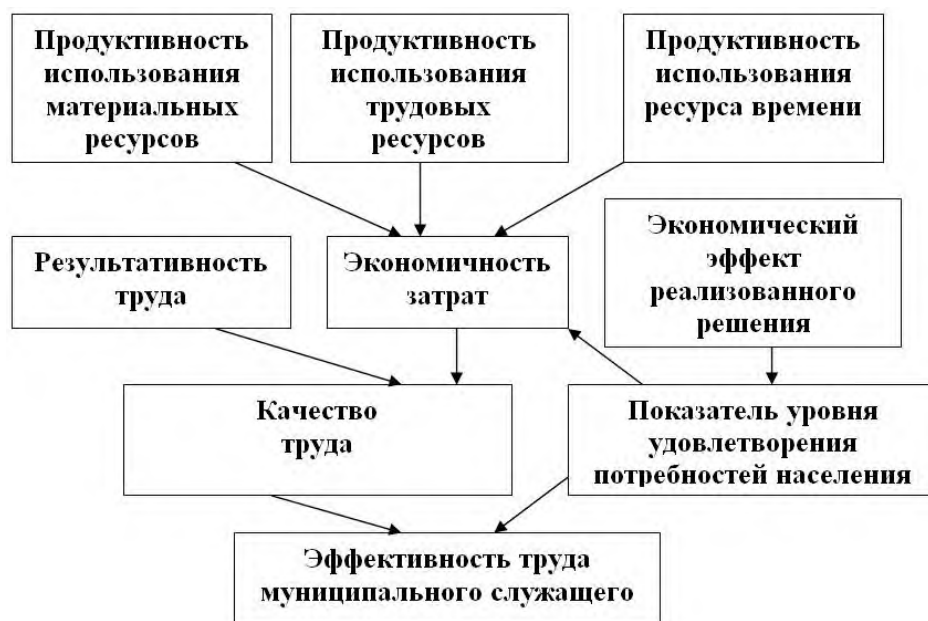 Продуктивность
использования
материальных
ресурсов
Продуктивность
использования
трудовых
ресурсов
Продуктивность
использования
ресурса времени
Результативность
труда
Экономичность
затрат
Экономический
эффект
реализованного
решения
Качество
труда
Показатель уровня
удовлетворения
потребностей населения
Эффективность труда
муниципального служащего